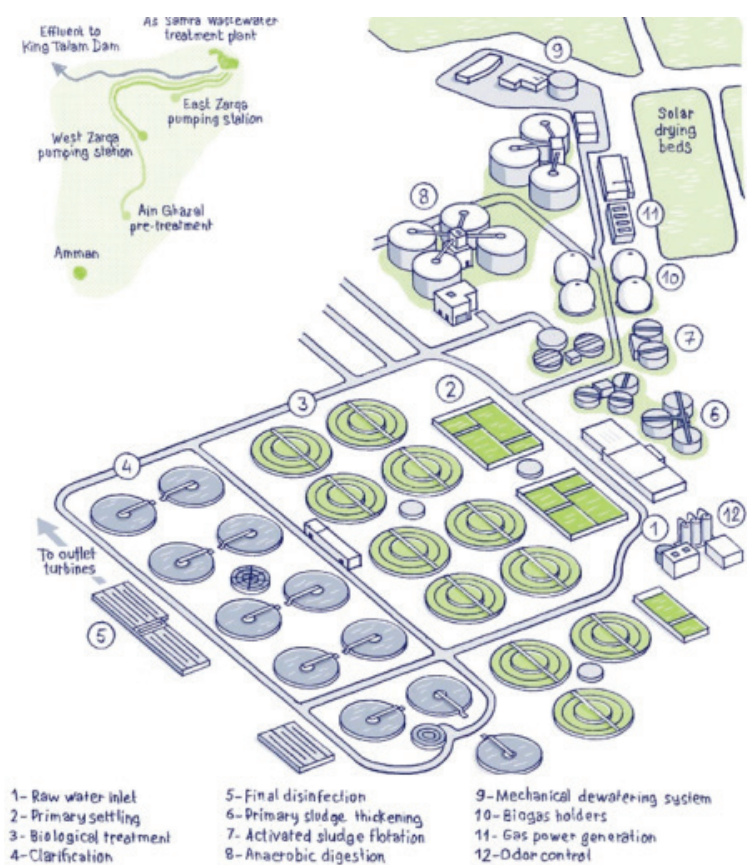 As Samra wastewater
treatment plant
Effluent to
King Talam Dam
East Zarqa
pumping station
West Zarqa
pumping station
Ain Ghazal
pre-treatment
Amman
9
Solar
drying
beds
8
11
10
7
2
3
6
4
1
12
To outlet
turbines
5
1- Raw water inlet
2- Primary settling
3- Biological treatment
4- Clarification
5- Final disinfection
6- Primary sludge thickening
7- Activated sludge flotation
8- Anaerobic digestion
9- Mechanical dewatering system
10- Biogas holders
11- Gas power generation
12- Odor control